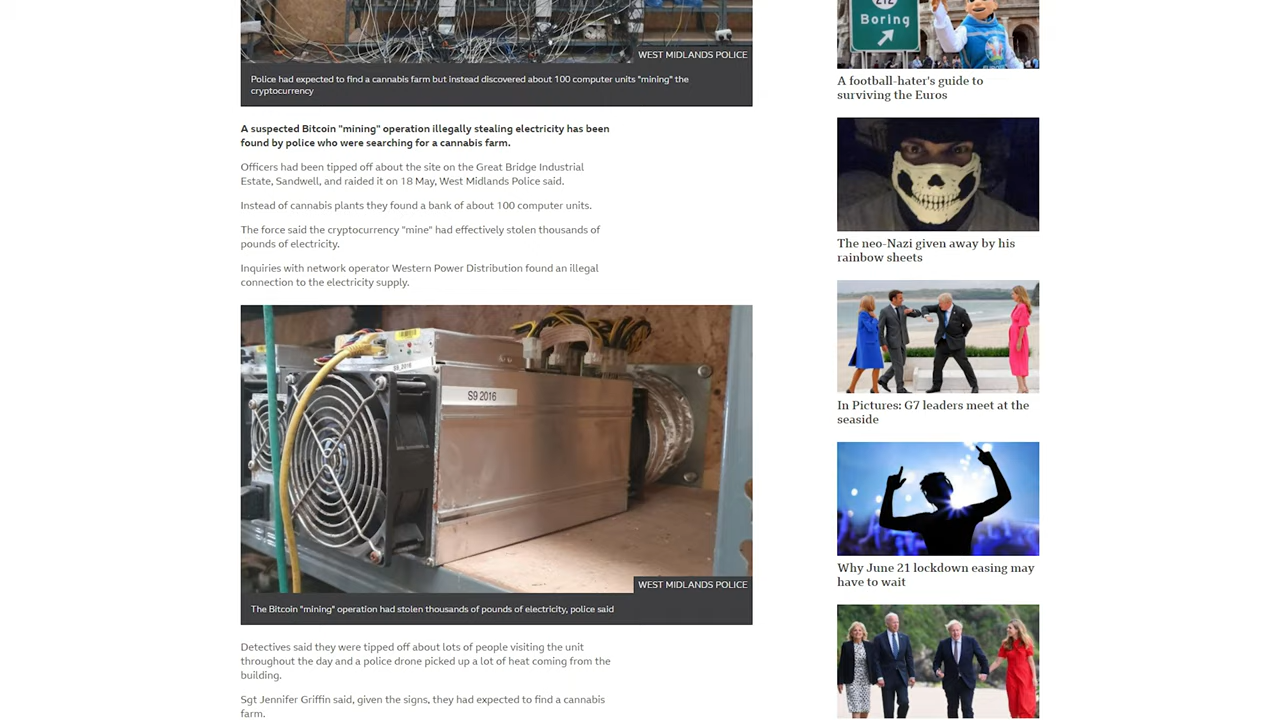 WEST MIDLANDS POLICE
Police had expected to find a cannabis farm but instead discovered about 100 computer units "mining" the
cryptocurrency
A suspected Bitcoin "mining" operation illegally stealing electricity has been
found by police who were searching for a cannabis farm.
Officers had been tipped off about the site on the Great Bridge Industrial
Estate, Sandwell, and raided it on 18 May, West Midlands Police said.
Instead of cannabis plants they found a bank of about 100 computer units.
The force said the cryptocurrency "mine" had effectively stolen thousands of
pounds of electricity.
Inquiries with network operator Western Power Distribution found an illegal
connection to the electricity supply.
S9 2016
WEST MIDLANDS POLICE
The Bitcoin "mining" operation had stolen thousands of pounds of electricity, police said
Detectives said they were tipped off about lots of people visiting the unit
throughout the day and a police drone picked up a lot of heat coming from the
building.
Sgt Jennifer Griffin said, given the signs, they had expected to find a cannabis
farm.
212
Boring
A football-hater's guide to
surviving the Euros
The neo-Nazi given away by his
rainbow sheets
In Pictures: G7 leaders meet at the
seaside
Why June 21 lockdown easing may
have to wait